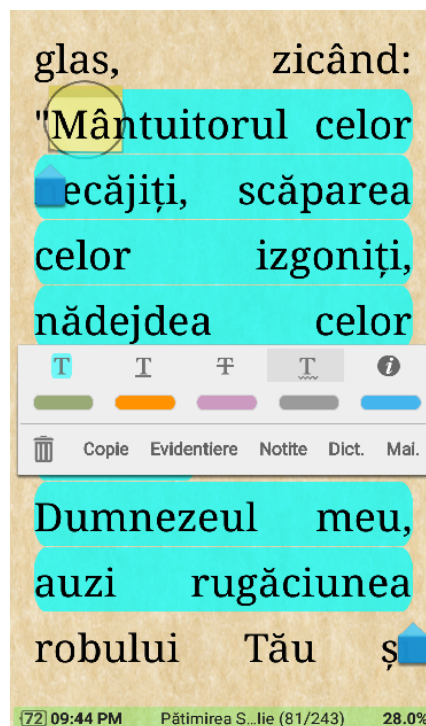 glas, zicând:
"Mântuitorul celor
necăjiți, scăparea
celor izgoniți,
nădejdea celor
T T T T i
Copie Evidentiere Notite Dict. Mai.
Dumnezeul meu,
auzi rugăciunea
robului Tău
72 09:44 PM Pătimirea S...lie (81/243) 28.0%